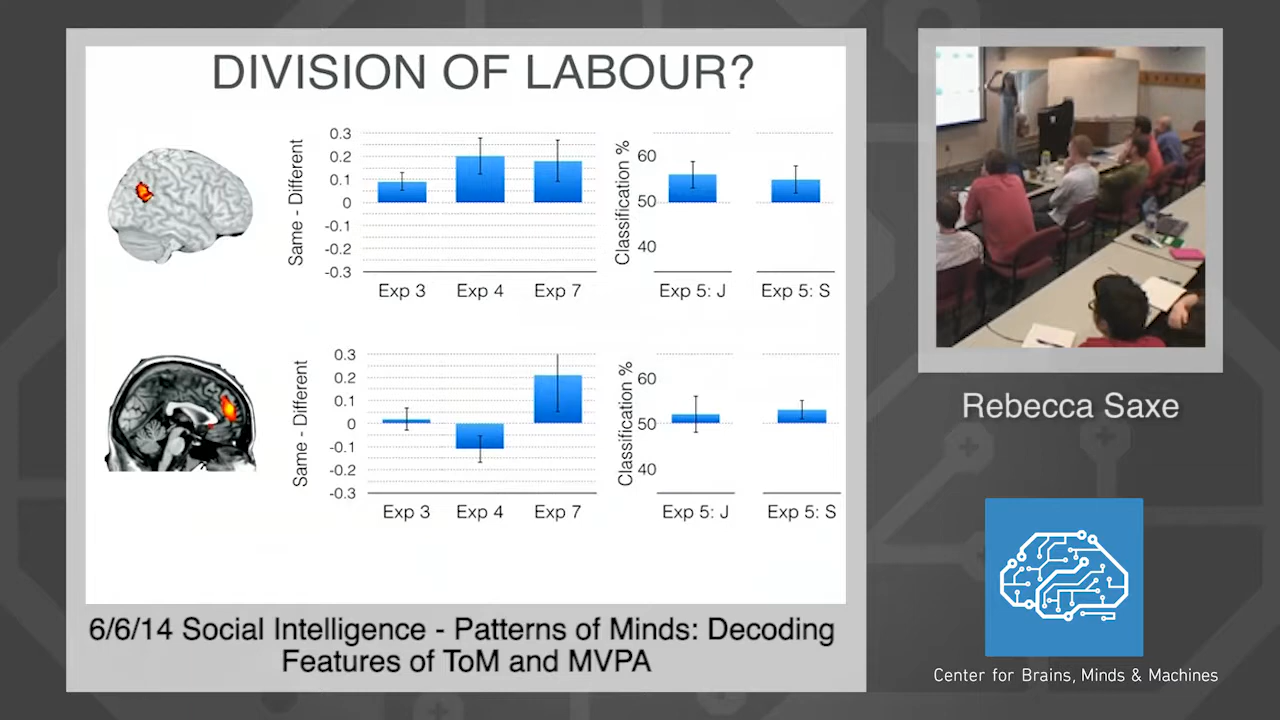 DIVISION OF LABOUR?
Same - Different
0.3
0.2
0.1
0
-0.1
-0.2
-0.3
Exp 3
Exp 4
Exp 7
Classification %
60
50
40
Exp 5: J
Exp 5: S
Same - Different
0.3
0.2
0.1
0
-0.1
-0.2
-0.3
Exp 3
Exp 4
Exp 7
Classification %
60
50
40
Exp 5: J
Exp 5: S
6/6/14 Social Intelligence - Patterns of Minds: Decoding
Features of ToM and MVPA
Rebecca Saxe
Center for Brains, Minds & Machines